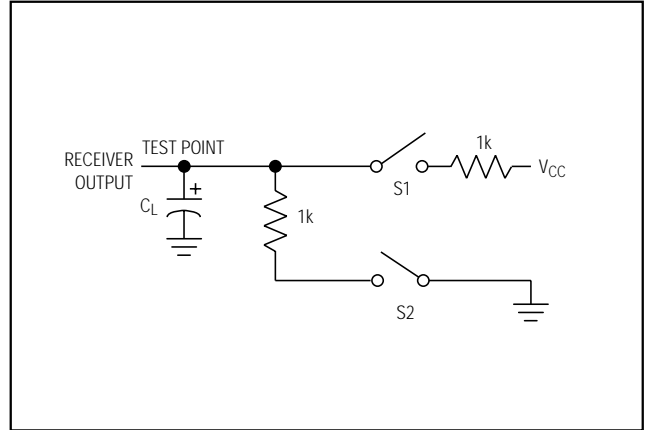 TEST POINT
RECEIVER
OUTPUT
+
CL
1k
S1
1k
VCC
S2